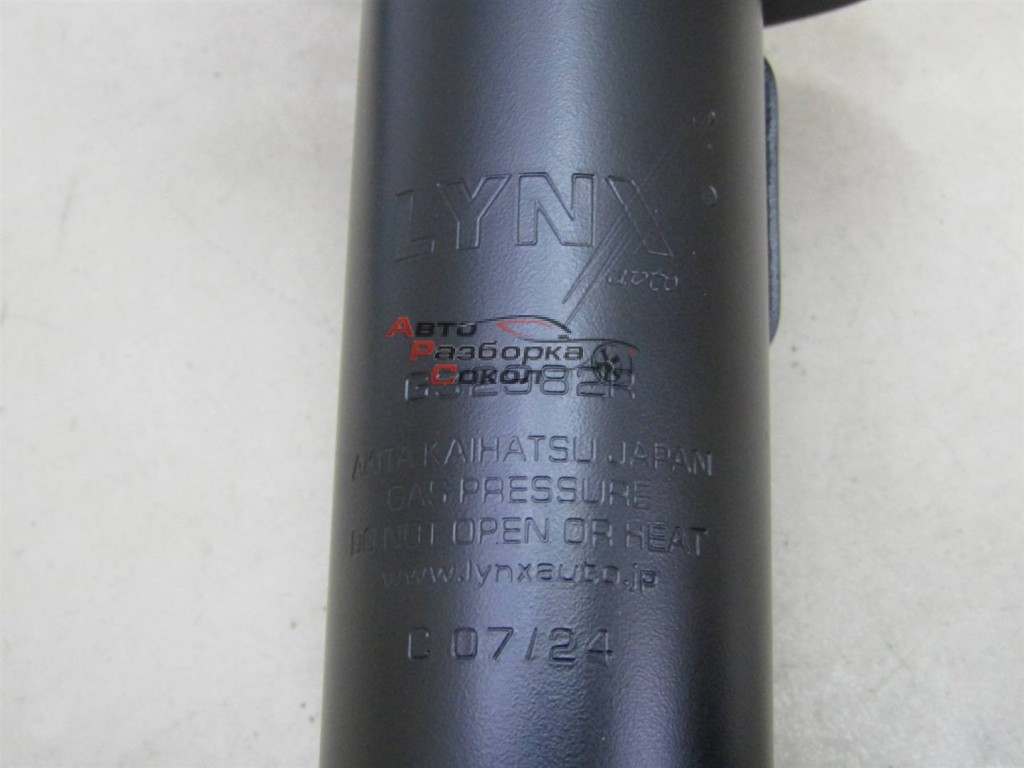 LYNX
Авто
Разборка
Сокол
G32082R
AKITA KAIHATSU JAPAN
GAS PRESSURE
DO NOT OPEN OR HEAT
www.lynxauto.jp
C 07/24